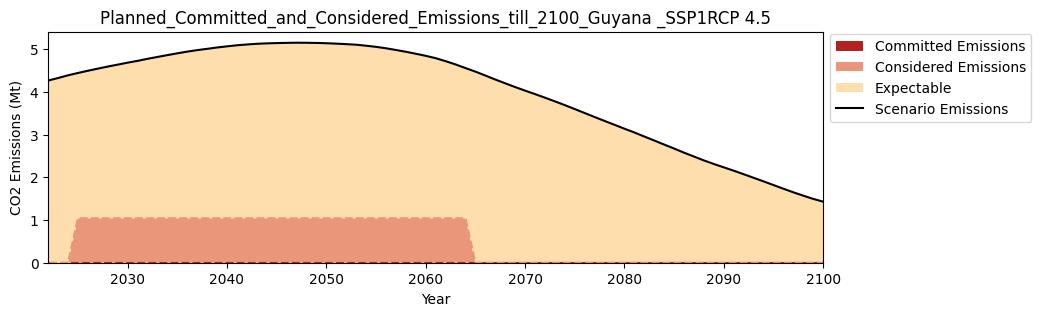 Planned_Committed_and_Considered_Emissions_till_2100_Guyana _SSP1RCP 4.5
Committed Emissions
Considered Emissions
Expectable
Scenario Emissions
CO2 Emissions (Mt)
5
4
3
2
1
0
2030 2040 2050 2060 2070 2080 2090 2100
Year